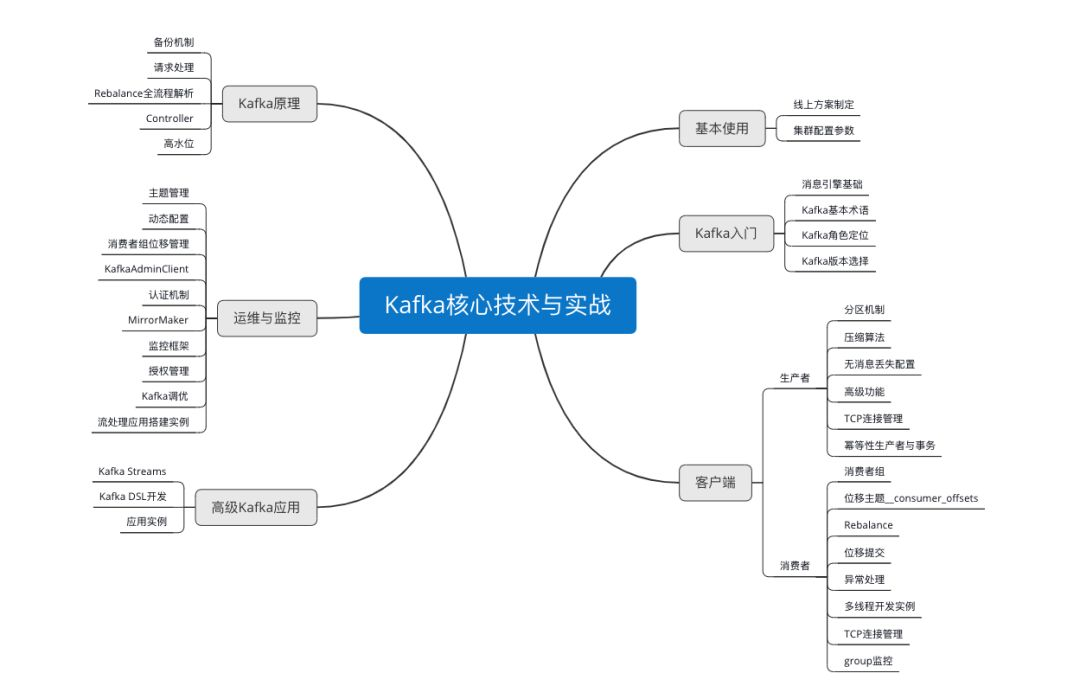 Kafka核心技术与实战
基本使用
线上方案制定
集群配置参数
Kafka入门
消息引擎基础
Kafka基本术语
Kafka角色定位
Kafka版本选择
客户端
生产者
分区机制
压缩算法
无消息丢失配置
高级功能
TCP连接管理
幂等性生产者与事务
消费者
消费者组
位移主题__consumer_offsets
Rebalance
位移提交
异常处理
多线程开发实例
TCP连接管理
group监控
Kafka原理
备份机制
请求处理
Rebalance全流程解析
Controller
高水位
运维与监控
主题管理
动态配置
消费者组位移管理
KafkaAdminClient
认证机制
MirrorMaker
监控框架
授权管理
Kafka调优
流处理应用搭建实例
高级Kafka应用
Kafka Streams
Kafka DSL开发
应用实例